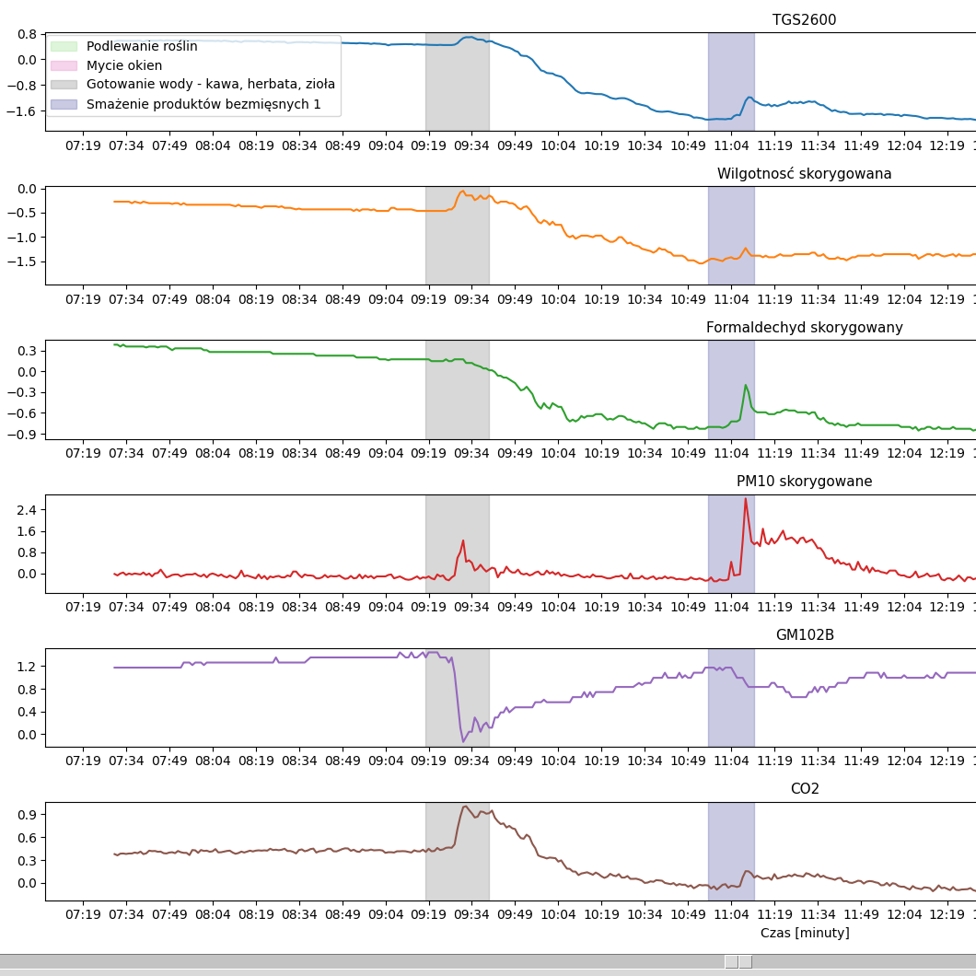 TGS2600
0.8
0.0
−0.8
−1.6
Podlewanie roślin
Mycie okien
Gotowanie wody - kawa, herbata, zioła
Smażenie produktów bezmięsnych 1
07:19 07:34 07:49 08:04 08:19 08:34 08:49 09:04 09:19 09:34 09:49 10:04 10:19 10:34 10:49 11:04 11:19 11:34 11:49 12:04 12:19
Wilgotnosć skorygowana
0.0
−0.5
−1.0
−1.5
07:19 07:34 07:49 08:04 08:19 08:34 08:49 09:04 09:19 09:34 09:49 10:04 10:19 10:34 10:49 11:04 11:19 11:34 11:49 12:04 12:19
Formaldechyd skorygowany
0.3
0.0
−0.3
−0.6
−0.9
07:19 07:34 07:49 08:04 08:19 08:34 08:49 09:04 09:19 09:34 09:49 10:04 10:19 10:34 10:49 11:04 11:19 11:34 11:49 12:04 12:19
PM10 skorygowane
2.4
1.6
0.8
0.0
07:19 07:34 07:49 08:04 08:19 08:34 08:49 09:04 09:19 09:34 09:49 10:04 10:19 10:34 10:49 11:04 11:19 11:34 11:49 12:04 12:19
GM102B
1.2
0.8
0.4
0.0
07:19 07:34 07:49 08:04 08:19 08:34 08:49 09:04 09:19 09:34 09:49 10:04 10:19 10:34 10:49 11:04 11:19 11:34 11:49 12:04 12:19
CO2
0.9
0.6
0.3
0.0
07:19 07:34 07:49 08:04 08:19 08:34 08:49 09:04 09:19 09:34 09:49 10:04 10:19 10:34 10:49 11:04 11:19 11:34 11:49 12:04 12:19
Czas [minuty]